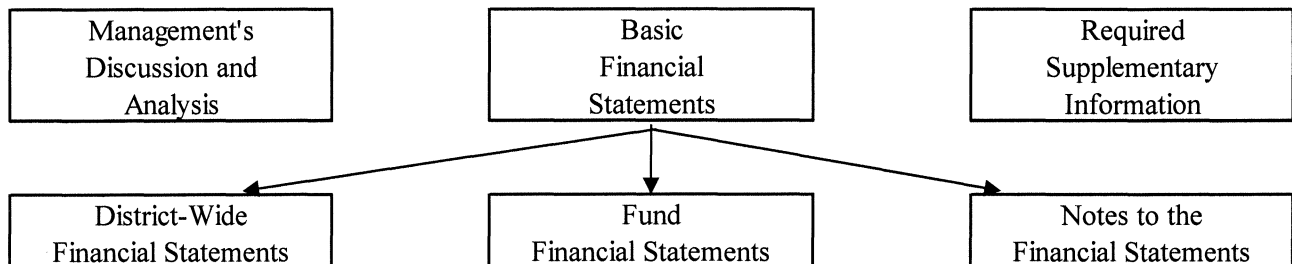 Management's
Discussion and
Analysis
Basic
Financial
Statements
Required
Supplementary
Information
District-Wide
Financial Statements
Fund
Financial Statements
Notes to the
Financial Statements